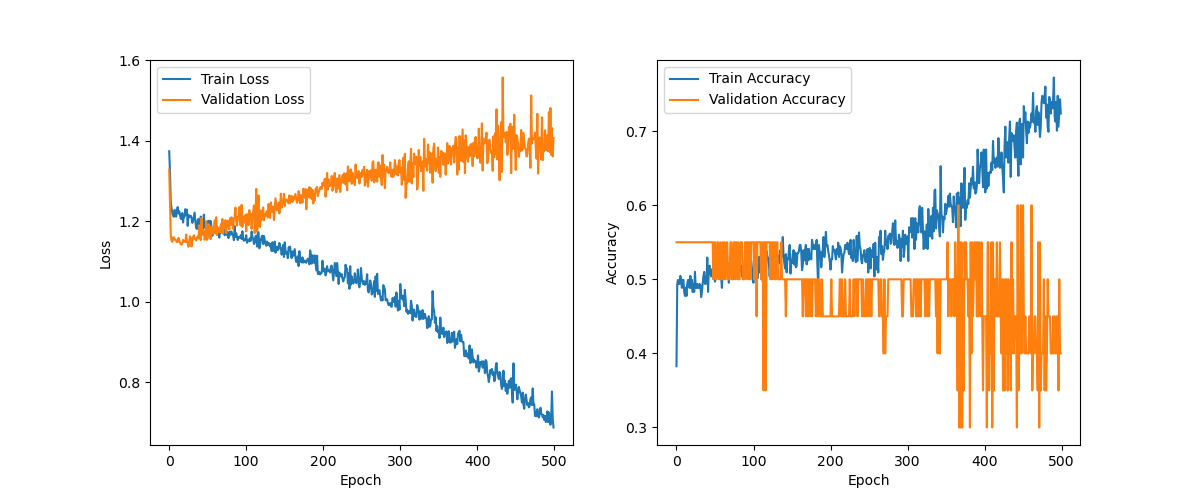 Train Loss
Validation Loss
1.6
1.4
1.2
1.0
0.8
Loss
0
100
200
300
400
500
Epoch
Train Accuracy
Validation Accuracy
0.7
0.6
0.5
0.4
0.3
Accuracy
0
100
200
300
400
500
Epoch